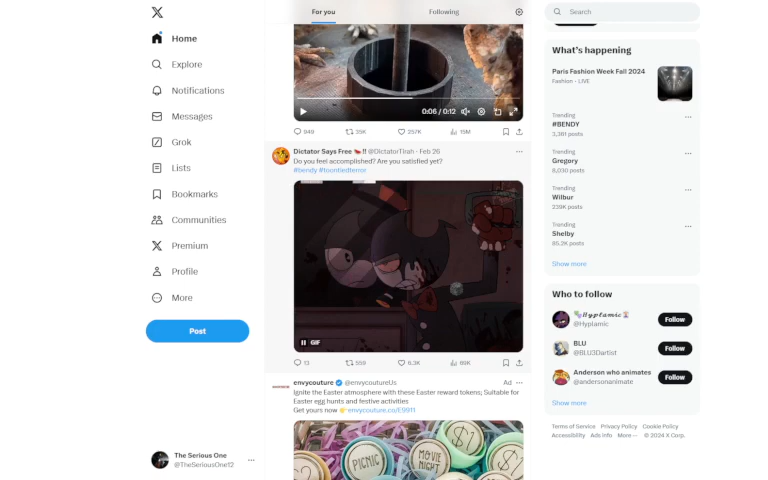 For you
Following
Search
Home
Explore
Notifications
Messages
Grok
Lists
Bookmarks
Communities
Premium
Profile
More
Post
The Serious One
@TheSeriousOne12
0:06 / 0:12
949
35K
257K
19M
Dictator Says Free 🍉!! @DictatorTirah · Feb 26
Do you feel accomplished? Are you satisfied yet?
#bendy #toontiedterror
GIF
13
559
6.3K
69K
envycouture @envycoutureUs
Ad
Ignite the Easter atmosphere with these Easter reward tokens; Suitable for
Easter egg hunts and festive activities
Get yours now 👉envycouture.co/E9911
$1
PICNIC
MOVIE
NIGHT
$2
What's happening
Paris Fashion Week Fall 2024
Fashion · LIVE
Trending
#BENDY
3,381 posts
Trending
Gregory
8,030 posts
Trending
Wilbur
239K posts
Trending
Shelby
85.2K posts
Show more
Who to follow
Hyplamic
@Hyplamic
Follow
BLU
@BLU3Dartist
Follow
Anderson who animates
@andersonanimate
Follow
Show more
Terms of Service Privacy Policy Cookie Policy
Accessibility Ads info More ··· © 2024 X Corp.